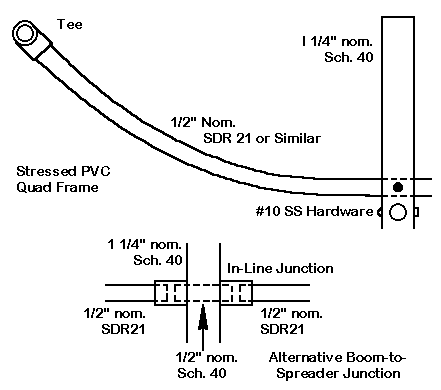 Tee
I 1/4" nom.
Sch. 40
1/2" Nom.
SDR 21 or Similar
Stressed PVC
Quad Frame
#10 SS Hardware
1 1/4" nom.
Sch. 40
In-Line Junction
1/2" nom.
SDR21
1/2" nom.
SDR21
1/2" nom.
Sch. 40
Alternative Boom-to-
Spreader Junction